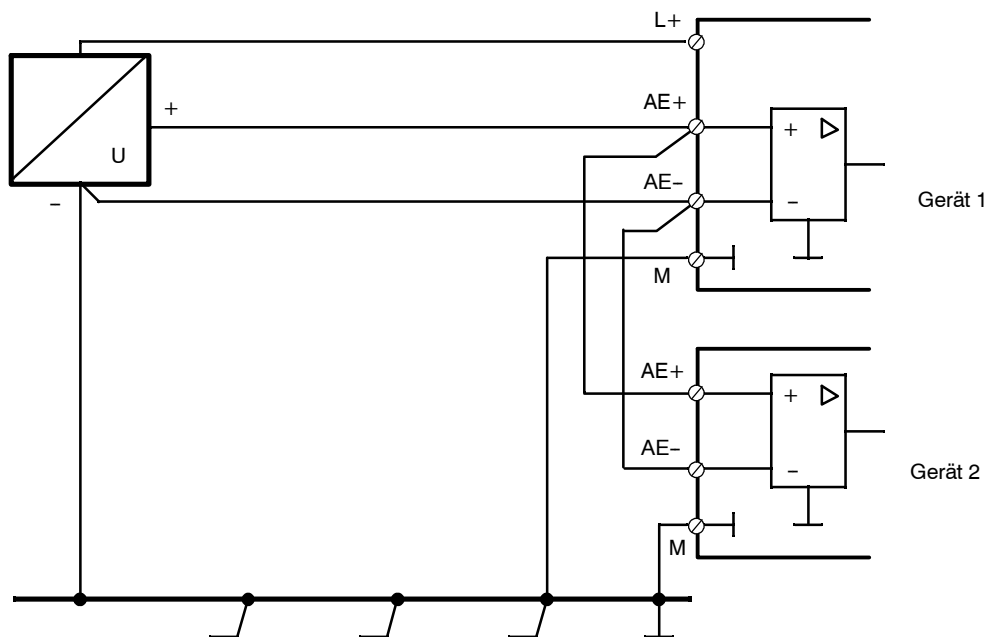 L+
+
AE+
+
U
–
AE–
–
Gerät 1
M
AE+
+
AE–
–
Gerät 2
M